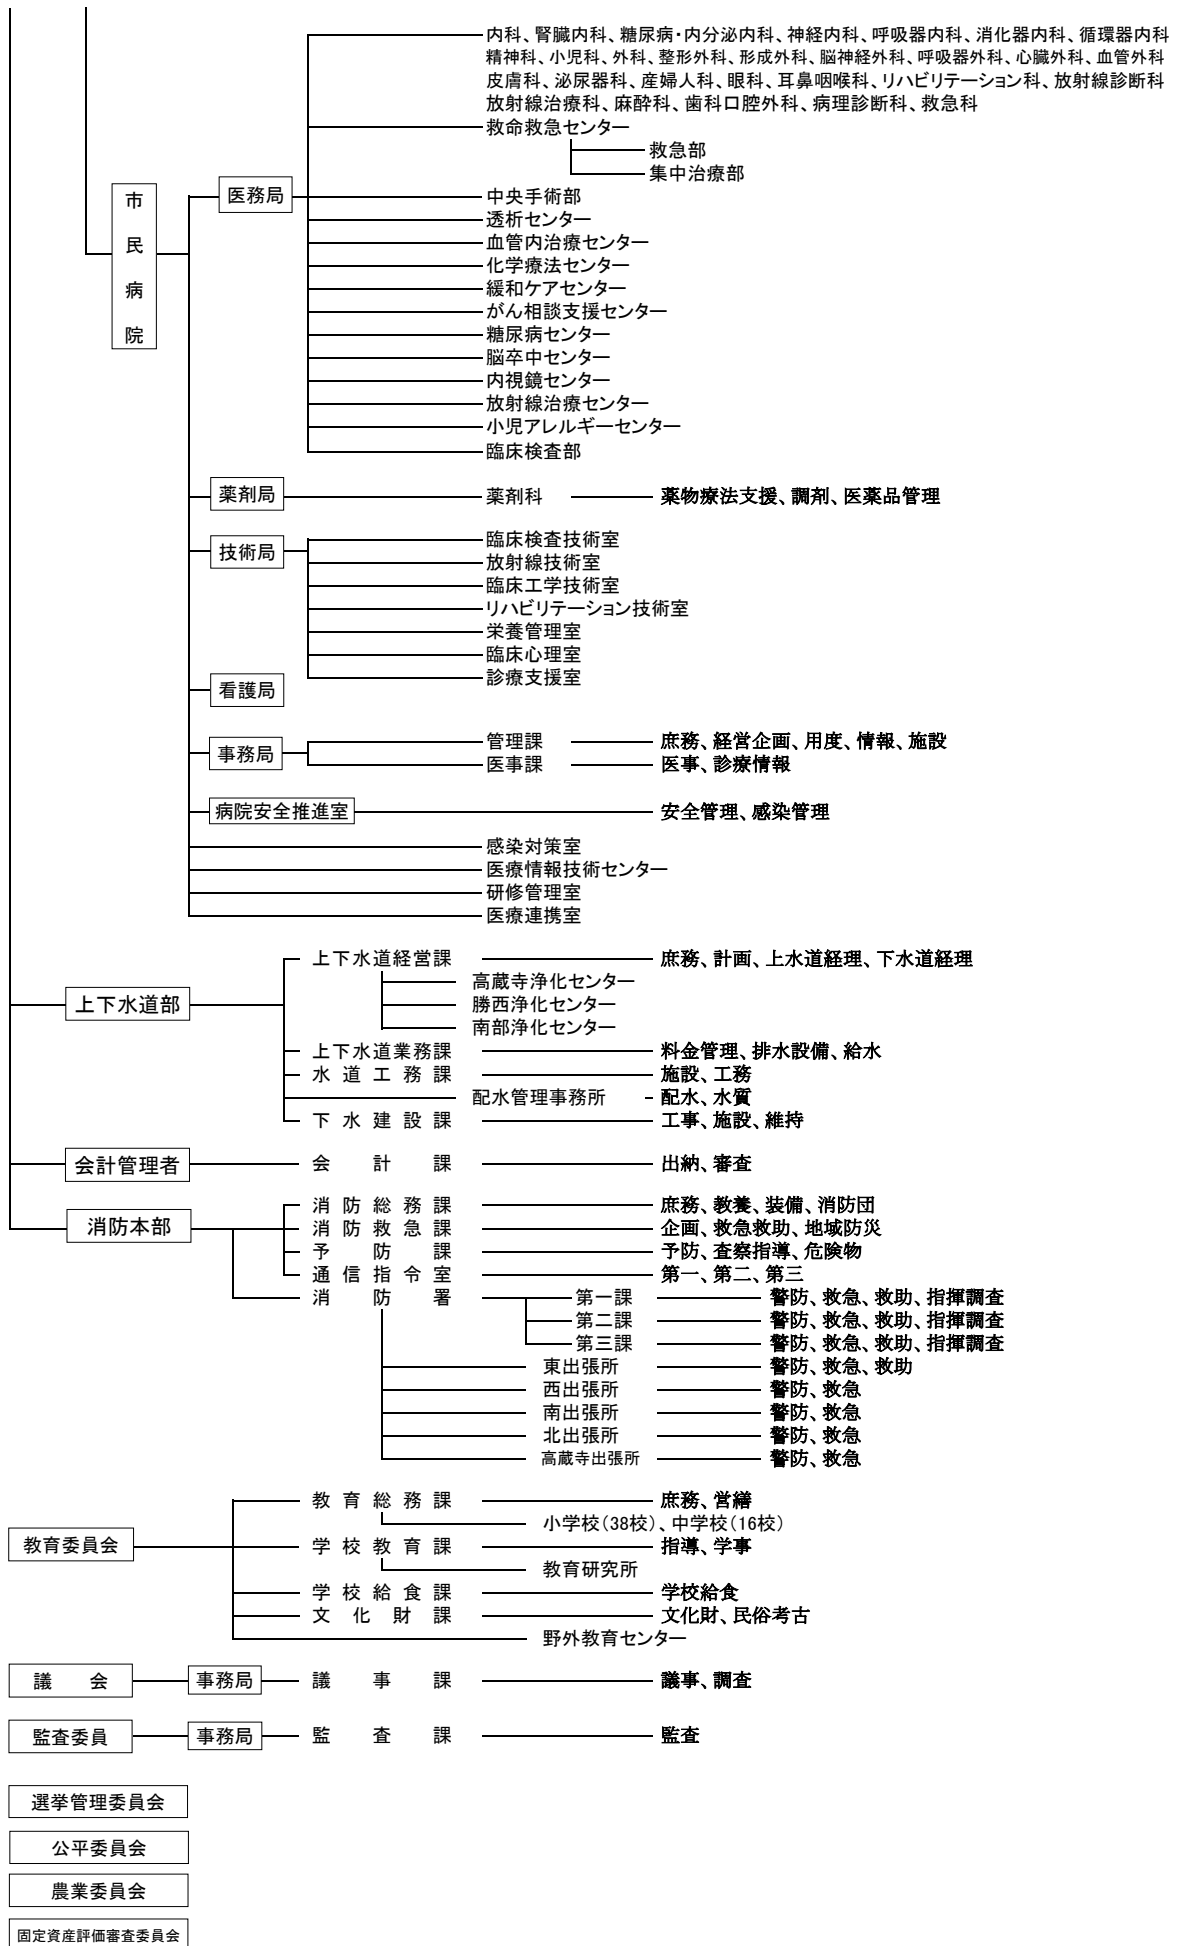 内科、腎臓内科、糖尿病・内分泌内科、神経内科、呼吸器内科、消化器内科、循環器内科
精神科、小児科、外科、整形外科、形成外科、脳神経外科、呼吸器外科、心臓外科、血管外科
皮膚科、泌尿器科、産婦人科、眼科、耳鼻咽喉科、リハビリテーション科、放射線診断科
放射線治療科、麻酔科、歯科口腔外科、病理診断科、救急科
救命救急センター
救急部
集中治療部
市民病院
医務局 中央手術部
透析センター
血管内治療センター
化学療法センター
緩和ケアセンター
がん相談支援センター
糖尿病センター
脳卒中センター
内視鏡センター
放射線治療センター
小児アレルギーセンター
臨床検査部
薬剤局 薬剤科 薬物療法支援、調剤、医薬品管理
技術局 臨床検査技術室
放射線技術室
臨床工学技術室
リハビリテーション技術室
栄養管理室
臨床心理室
診療支援室
看護局
事務局 管理課 庶務、経営企画、用度、情報、施設
医事課 医事、診療情報
病院安全推進室 安全管理、感染管理
感染対策室
医療情報技術センター
研修管理室
医療連携室
上下水道部 上下水道経営課 庶務、計画、上水道経理、下水道経理
高蔵寺浄化センター
勝西浄化センター
南部浄化センター
上下水道業務課 料金管理、排水設備、給水
水道工務課 施設、工務
配水管理事務所 配水、水質
下水建設課 工事、施設、維持
会計管理者 会計課 出納、審査
消防本部 消防総務課 庶務、教養、装備、消防団
消防救急課 企画、救急救助、地域防災
予防課 予防、査察指導、危険物
通信指令室 第一、第二、第三
消防署 第一課 警防、救急、救助、指揮調査
第二課 警防、救急、救助、指揮調査
第三課 警防、救急、救助、指揮調査
東出張所 警防、救急、救助
西出張所 警防、救急
南出張所 警防、救急
北出張所 警防、救急
高蔵寺出張所 警防、救急
教育委員会 教育総務課 庶務、営繕
小学校(38校)、中学校(16校)
学校教育課 指導、学事
教育研究所
学校給食課 学校給食
文化財課 文化財、民俗考古
野外教育センター
議会 事務局 議事課 議事、調査
監査委員 事務局 監査課 監査
選挙管理委員会
公平委員会
農業委員会
固定資産評価審査委員会